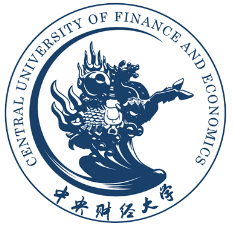 CENTRAL UNIVERSITY OF FINANCE AND ECONOMICS
中央财经大学